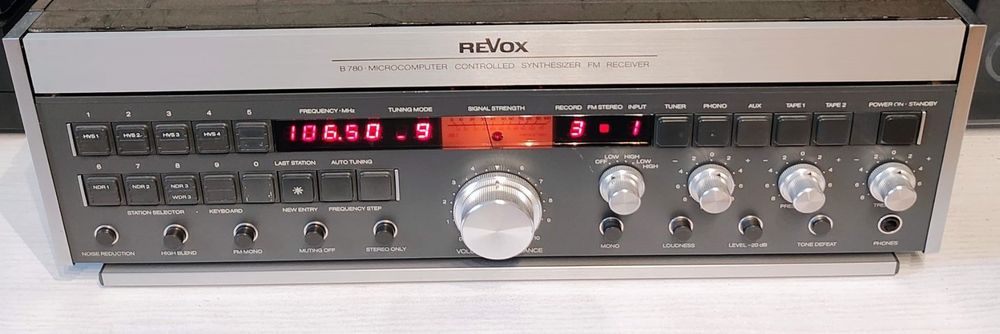 REVOX
B780 · MICROCOMPUTER CONTROLLED SYNTHESIZER FM RECEIVER
1 2 3 4 5 FREQUENCY · MHz TUNING MODE SIGNAL STRENGTH RECORD FM STEREO INPUT TUNER PHONO AUX TAPE 1 TAPE 2 POWER ON · STANDBY
HVS 1 HVS 2 HVS 3 HVS 4 106.50 9 3 1
6 7 8 9 0 LAST STATION AUTO TUNING
NDR 1 NDR 2 NDR 3 WDR 3
STATION SELECTOR · KEYBOARD NEW ENTRY FREQUENCY STEP
OFF LOW HIGH LOW HIGH
NOISE REDUCTION HIGH BLEND FM MONO MUTING OFF STEREO ONLY
MONO LOUDNESS LEVEL -20 dB TONE DEFEAT PHONES